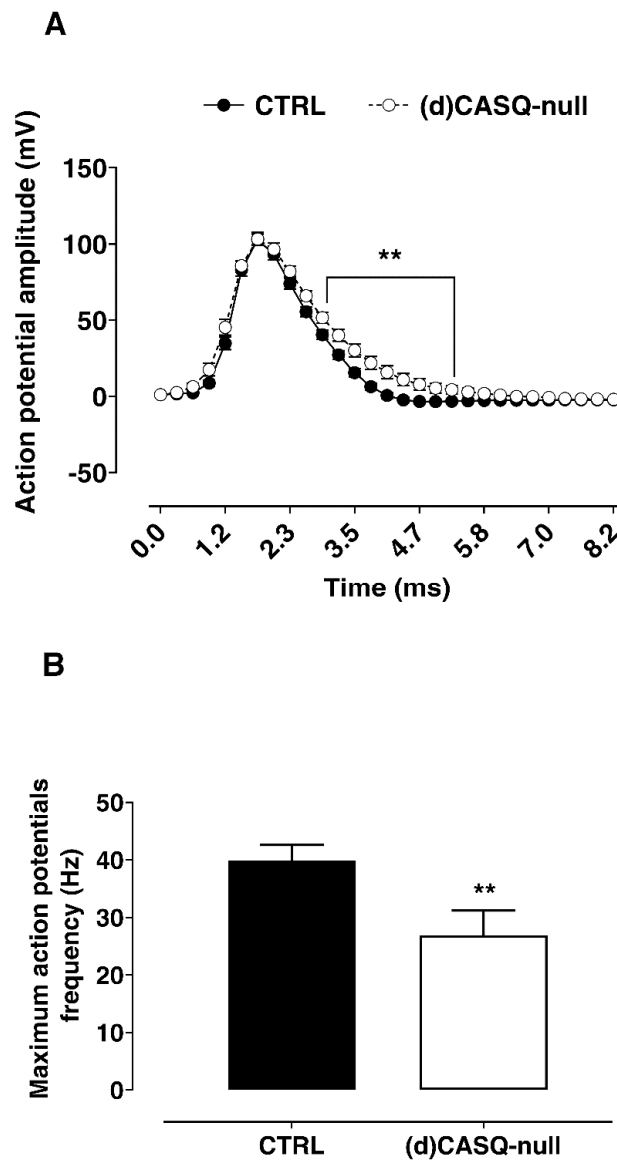 A
CTRL
(d)CASQ-null
Action potential amplitude (mV)
150
100
50
0
-50
**
0.0
1.2
2.3
3.5
4.7
5.8
7.0
8.2
Time (ms)
B
Maximum action potentials
frequency (Hz)
50
40
30
20
10
0
**
CTRL
(d)CASQ-null